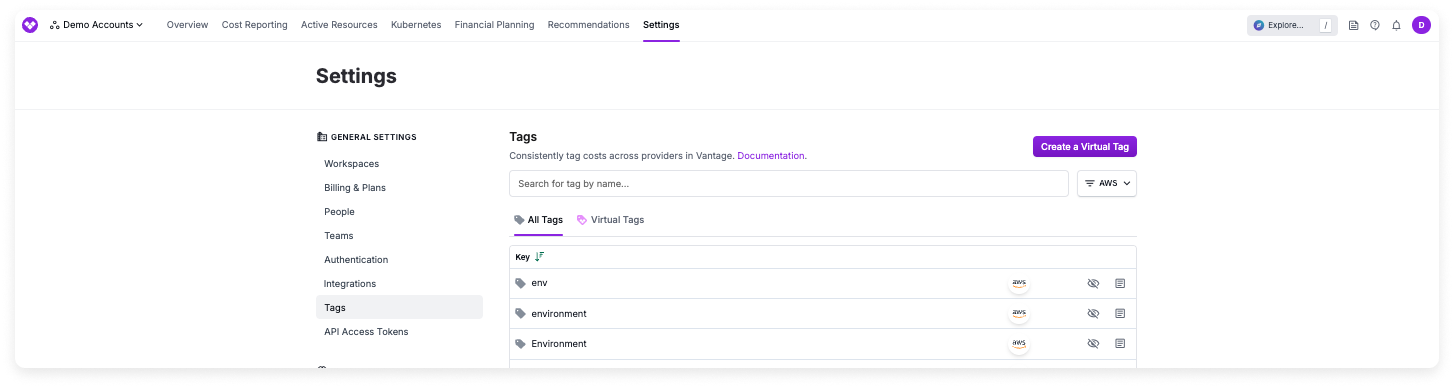 Demo Accounts Overview Cost Reporting Active Resources Kubernetes Financial Planning Recommendations Settings Explore... / D
Settings
GENERAL SETTINGS
Workspaces
Billing & Plans
People
Teams
Authentication
Integrations
Tags
API Access Tokens
Tags
Consistently tag costs across providers in Vantage. Documentation.
Create a Virtual Tag
Search for tag by name...
AWS
All Tags Virtual Tags
Key
env aws
environment aws
Environment aws